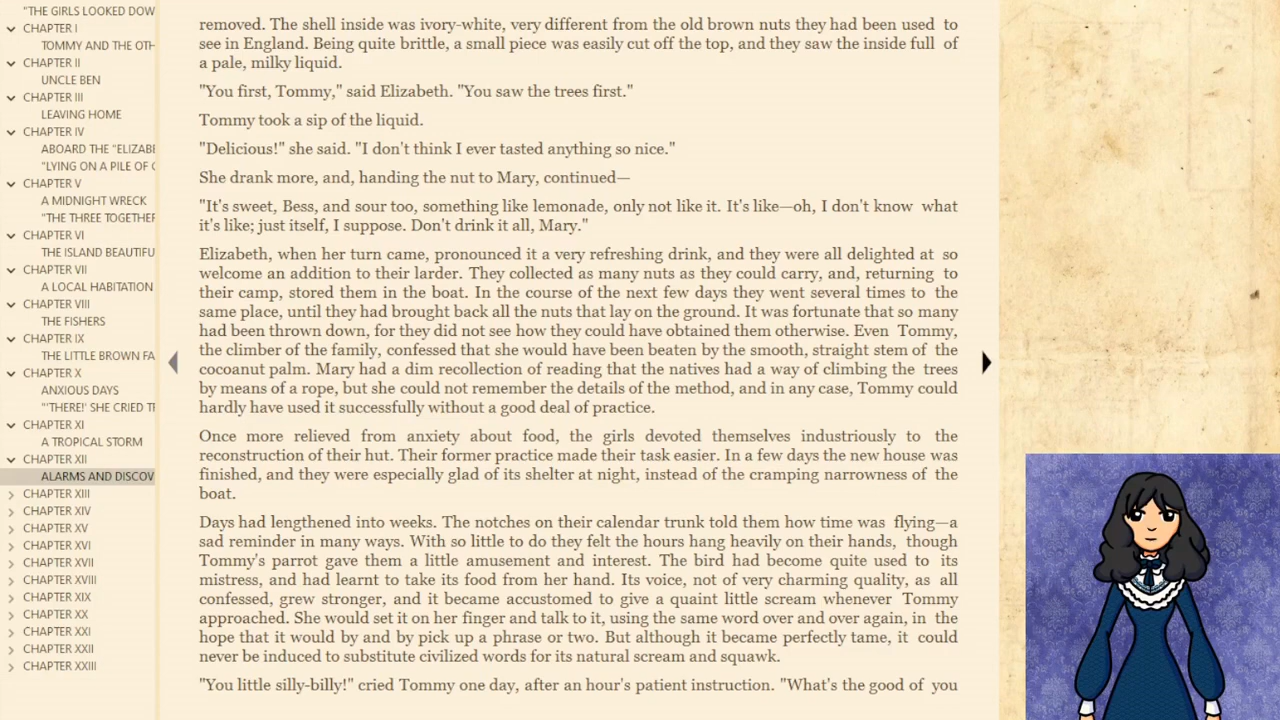 "THE GIRLS LOOKED DOW
CHAPTER I
TOMMY AND THE OTH
CHAPTER II
UNCLE BEN
CHAPTER III
LEAVING HOME
CHAPTER IV
ABOARD THE "ELIZABE
"LYING ON A PILE OF C
CHAPTER V
A MIDNIGHT WRECK
"THE THREE TOGETHER
CHAPTER VI
THE ISLAND BEAUTIFU
CHAPTER VII
A LOCAL HABITATION
CHAPTER VIII
THE FISHERS
CHAPTER IX
THE LITTLE BROWN FA
CHAPTER X
ANXIOUS DAYS
"'THERE!' SHE CRIED TR
CHAPTER XI
A TROPICAL STORM
CHAPTER XII
ALARMS AND DISCOV
CHAPTER XIII
CHAPTER XIV
CHAPTER XV
CHAPTER XVI
CHAPTER XVII
CHAPTER XVIII
CHAPTER XIX
CHAPTER XX
CHAPTER XXI
CHAPTER XXII
CHAPTER XXIII
removed. The shell inside was ivory-white, very different from the old brown nuts they had been used to
see in England. Being quite brittle, a small piece was easily cut off the top, and they saw the inside full of
a pale, milky liquid.
"You first, Tommy," said Elizabeth. "You saw the trees first."
Tommy took a sip of the liquid.
"Delicious!" she said. "I don't think I ever tasted anything so nice."
She drank more, and, handing the nut to Mary, continued—
"It's sweet, Bess, and sour too, something like lemonade, only not like it. It's like—oh, I don't know what
it's like; just itself, I suppose. Don't drink it all, Mary."
Elizabeth, when her turn came, pronounced it a very refreshing drink, and they were all delighted at so
welcome an addition to their larder. They collected as many nuts as they could carry, and, returning to
their camp, stored them in the boat. In the course of the next few days they went several times to the
same place, until they had brought back all the nuts that lay on the ground. It was fortunate that so many
had been thrown down, for they did not see how they could have obtained them otherwise. Even Tommy,
the climber of the family, confessed that she would have been beaten by the smooth, straight stem of the
cocoanut palm. Mary had a dim recollection of reading that the natives had a way of climbing the trees
by means of a rope, but she could not remember the details of the method, and in any case, Tommy could
hardly have used it successfully without a good deal of practice.
Once more relieved from anxiety about food, the girls devoted themselves industriously to the
reconstruction of their hut. Their former practice made their task easier. In a few days the new house was
finished, and they were especially glad of its shelter at night, instead of the cramping narrowness of the
boat.
Days had lengthened into weeks. The notches on their calendar trunk told them how time was flying—a
sad reminder in many ways. With so little to do they felt the hours hang heavily on their hands, though
Tommy's parrot gave them a little amusement and interest. The bird had become quite used to its
mistress, and had learnt to take its food from her hand. Its voice, not of very charming quality, as all
confessed, grew stronger, and it became accustomed to give a quaint little scream whenever Tommy
approached. She would set it on her finger and talk to it, using the same word over and over again, in the
hope that it would by and by pick up a phrase or two. But although it became perfectly tame, it could
never be induced to substitute civilized words for its natural scream and squawk.
"You little silly-billy!" cried Tommy one day, after an hour's patient instruction. "What's the good of you